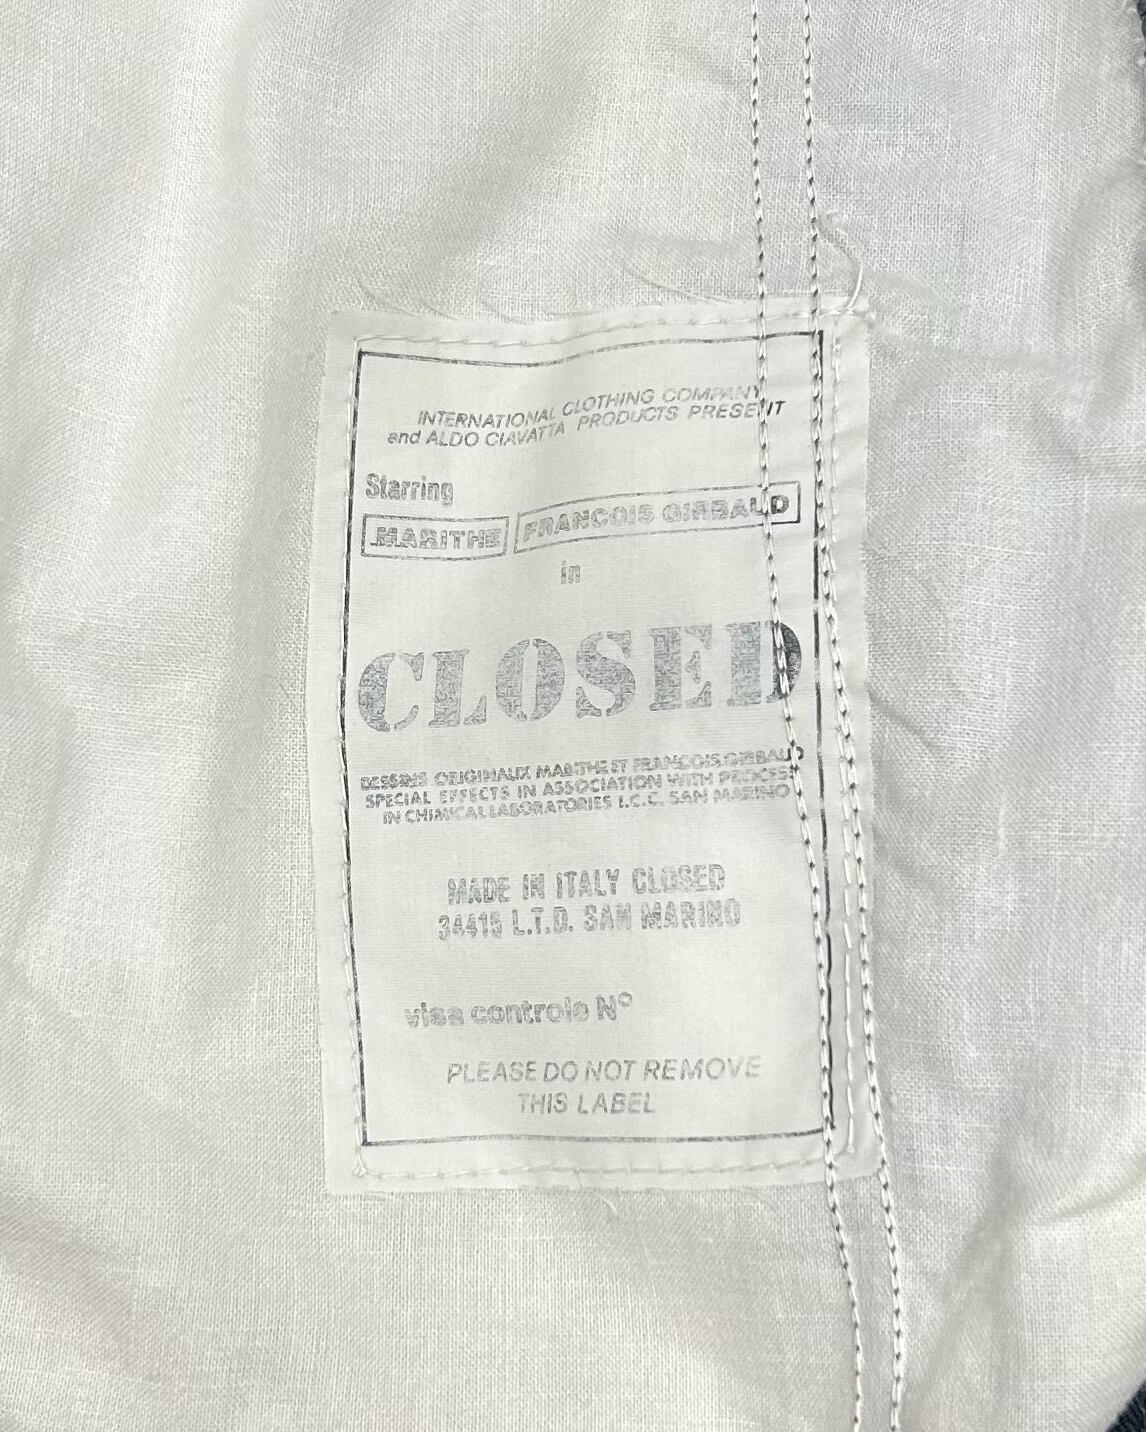 INTERNATIONAL CLOTHING COMPANY
and ALDO CIAVATTA PRODUCTS PRESENT
Starring
MARITHE FRANCOIS GIRBAUD
in
CLOSED
DESSINS ORIGINAUX MARITHE ET FRANCOIS GIRBAUD
SPECIAL EFFECTS IN ASSOCIATION WITH PROCESS
IN CHIMICAL LABORATORIES I.C.C. SAN MARINO
MADE IN ITALY CLOSED
34415 L.T.D. SAN MARINO
visa controle N°
PLEASE DO NOT REMOVE
THIS LABEL